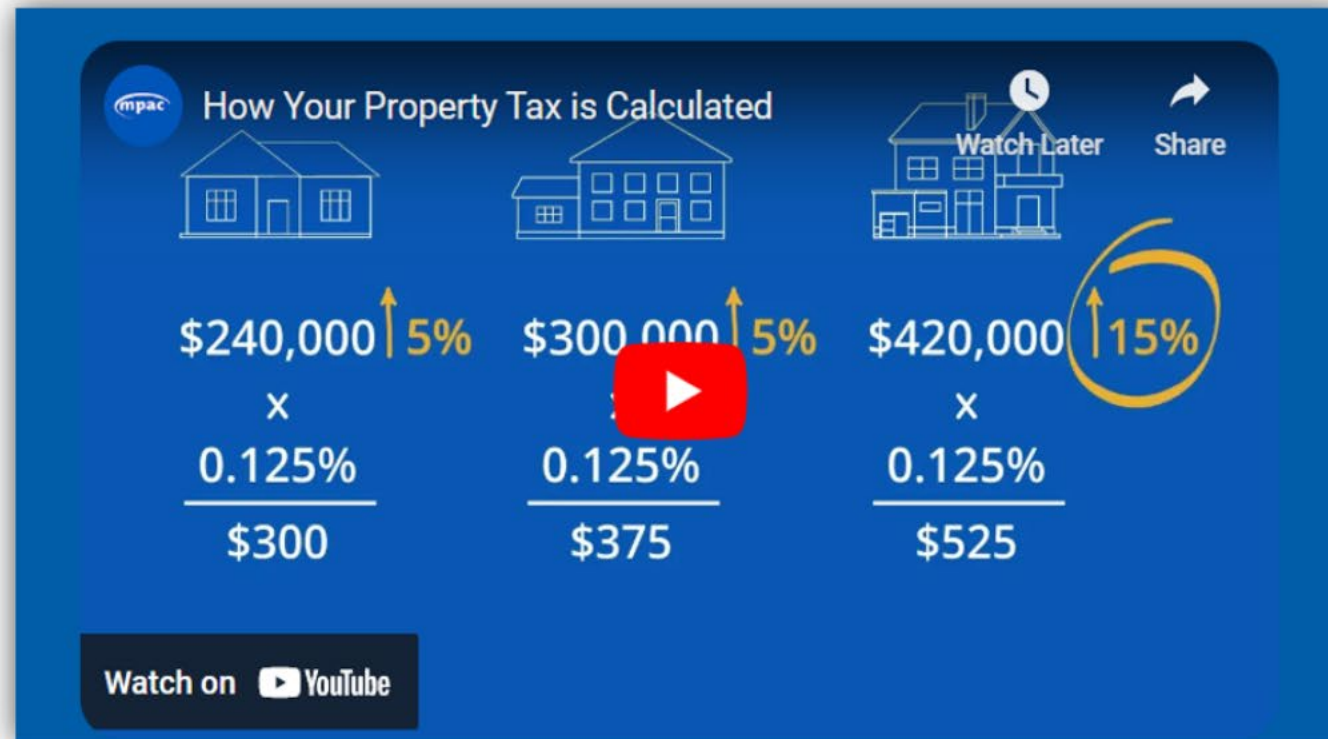 mpac
How Your Property Tax is Calculated
Watch Later
Share
$240,000 5% $300,000 5% $420,000 15%
x x
0.125% 0.125% 0.125%
$300 $375 $525
Watch on YouTube